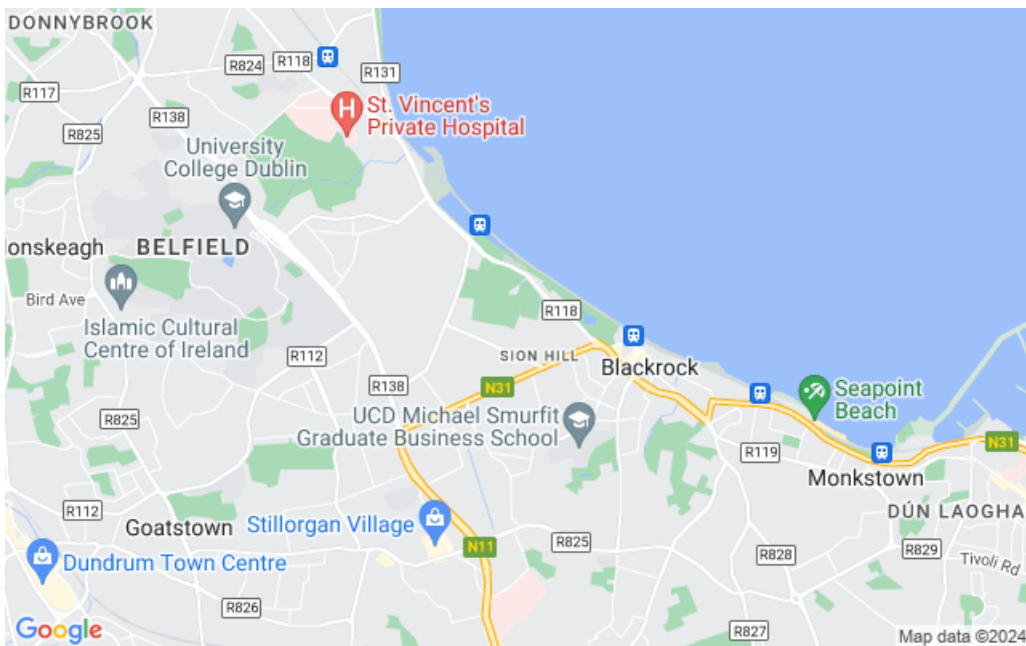 DONNYBROOK
R824
R118
R131
R117
R138
R825
St. Vincent's
Private Hospital
University
College Dublin
onskeagh
BELFIELD
Bird Ave
Islamic Cultural
Centre of Ireland
R118
R112
SION HILL
Blackrock
R138
N31
Seapoint
Beach
UCD Michael Smurfit
Graduate Business School
R825
R119
N31
Monkstown
R112
Goatstown
Stillorgan Village
DÚN LAOGHA
N11
R825
R828
R829
Tivoli Rd
Dundrum Town Centre
R826
R827
Google
Map data ©2024